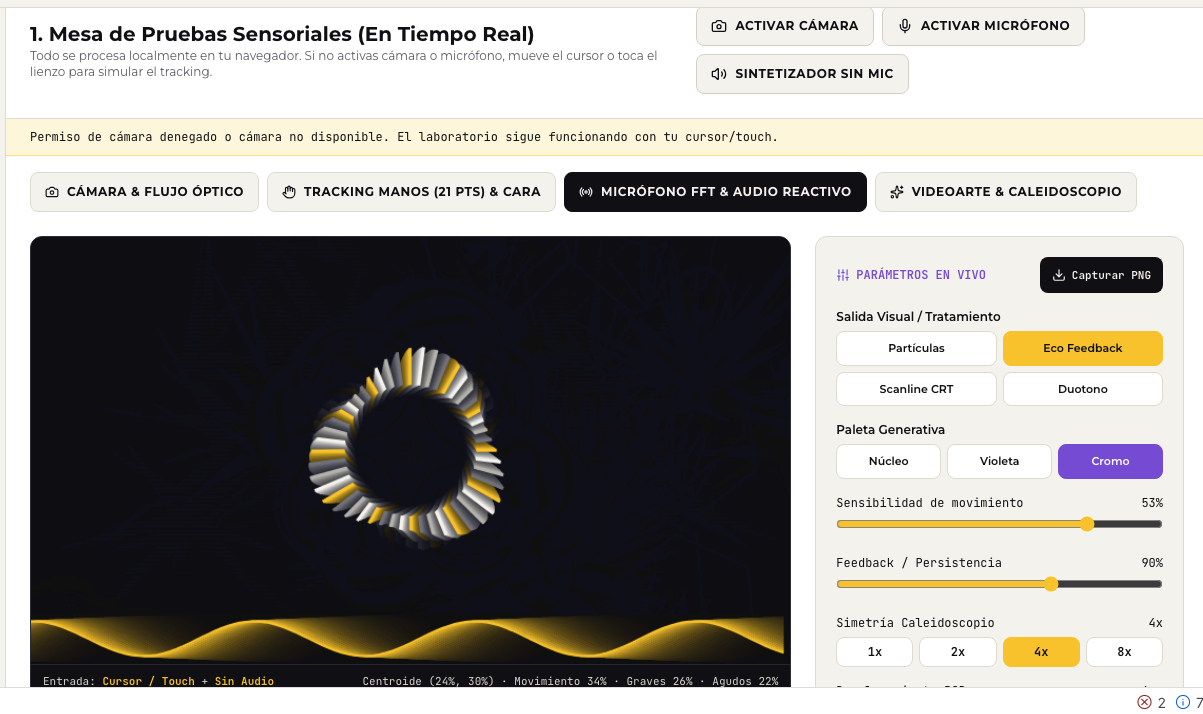 1. Mesa de Pruebas Sensoriales (En Tiempo Real)
Todo se procesa localmente en tu navegador. Si no activas cámara o micrófono, mueve el cursor o toca el
lienzo para simular el tracking.
ACTIVAR CÁMARA
ACTIVAR MICRÓFONO
SINTETIZADOR SIN MIC
Permiso de cámara denegado o cámara no disponible. El laboratorio sigue funcionando con tu cursor/touch.
CÁMARA & FLUJO ÓPTICO
TRACKING MANOS (21 PTS) & CARA
MICRÓFONO FFT & AUDIO REACTIVO
VIDEOARTE & CALEIDOSCOPIO
PARÁMETROS EN VIVO
Capturar PNG
Salida Visual / Tratamiento
Partículas
Eco Feedback
Scanline CRT
Duotono
Paleta Generativa
Núcleo
Violeta
Cromo
Sensibilidad de movimiento 53%
Feedback / Persistencia 90%
Simetría Caleidoscopio 4x
1x
2x
4x
8x
Entrada: Cursor / Touch + Sin Audio
Centroide (24%, 30%) · Movimiento 34% · Graves 26% · Agudos 22%
2
7